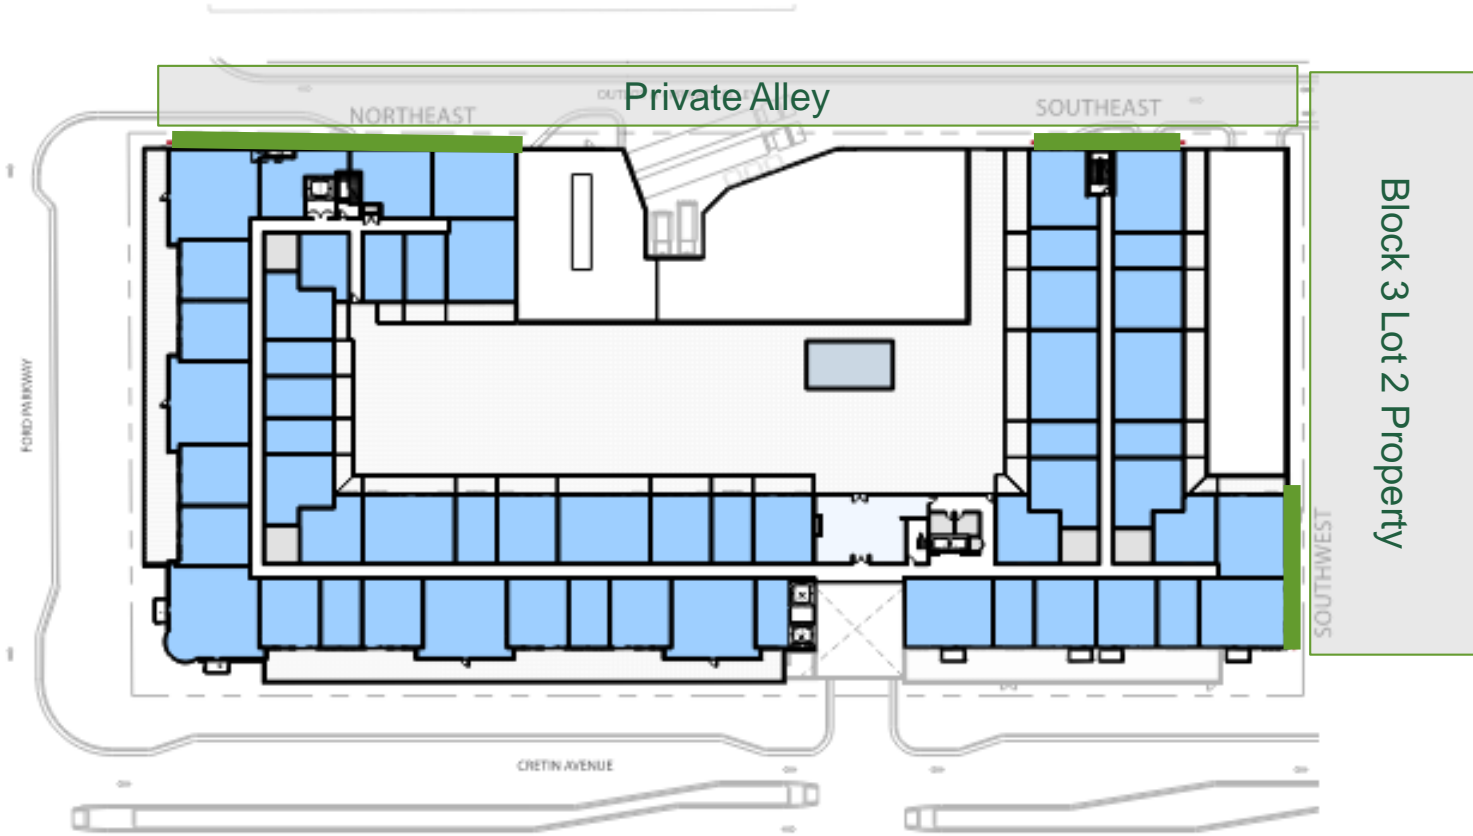 Private Alley
NORTHEAST
SOUTHEAST
Block 3 Lot 2 Property
FORD PARKWAY
SOUTHWEST
CRETIN AVENUE